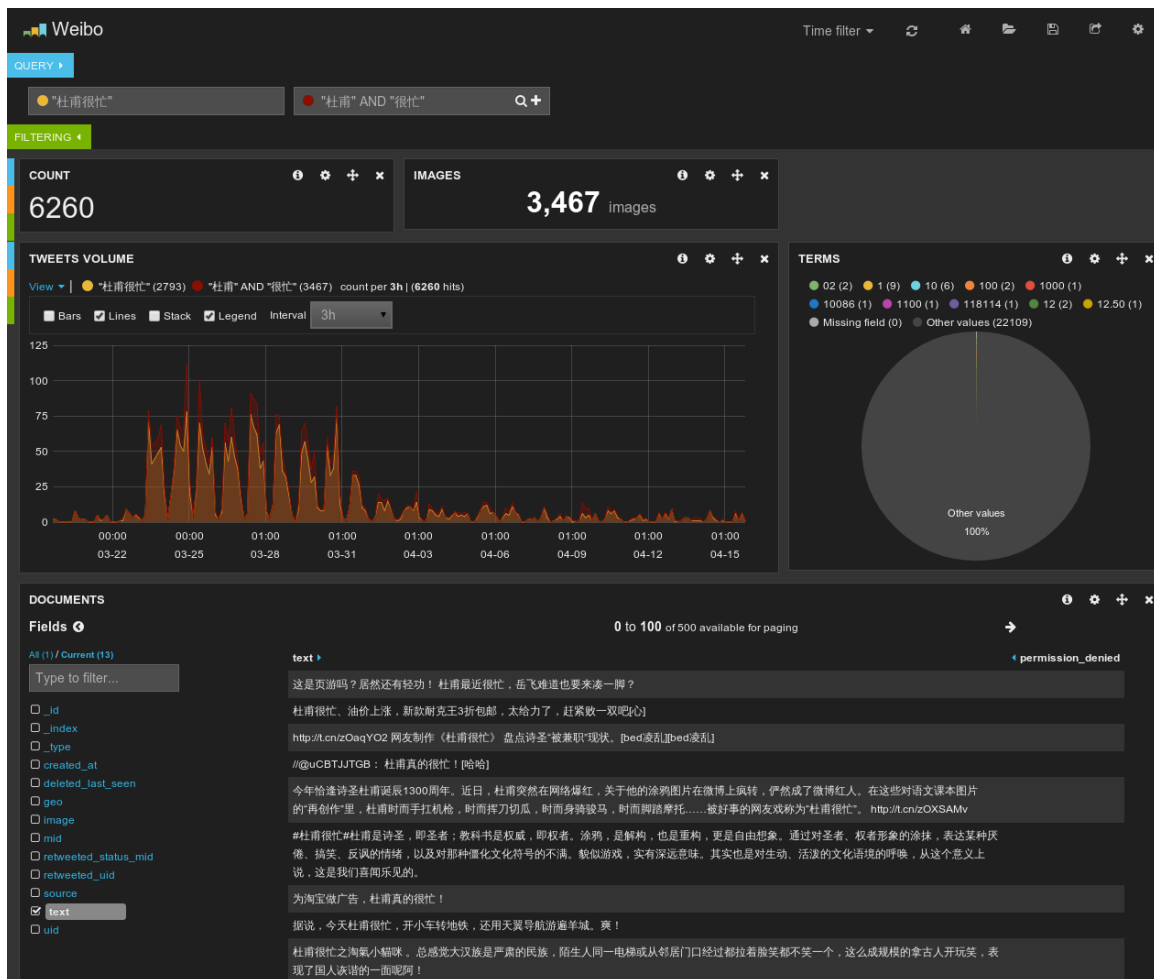 Weibo
Time filter
QUERY
"杜甫很忙"
"杜甫" AND "很忙"
FILTERING
COUNT
6260
IMAGES
3,467 images
TWEETS VOLUME
View | "杜甫很忙" (2793) "杜甫" AND "很忙" (3467) count per 3h | (6260 hits)
Bars Lines Stack Legend Interval 3h
125
100
75
50
25
0
00:00 00:00 01:00 01:00 01:00 01:00 01:00 01:00 01:00
03-22 03-25 03-28 03-31 04-03 04-06 04-09 04-12 04-15
TERMS
02 (2) 1 (9) 10 (6) 100 (2) 1000 (1)
10086 (1) 1100 (1) 118114 (1) 12 (2) 12.50 (1)
Missing field (0) Other values (22109)
Other values
100%
DOCUMENTS
Fields
0 to 100 of 500 available for paging
All (1) / Current (13)
Type to filter...
_id
_index
_type
created_at
deleted_last_seen
geo
image
mid
retweeted_status_mid
retweeted_uid
source
text
uid
text
permission_denied
这是页游吗？居然还有轻功！ 杜甫最近很忙，岳飞难道也要来凑一脚？
杜甫很忙、油价上涨，新款耐克王3折包邮，太给力了，赶紧败一双吧[心]
http://t.cn/zOaqYO2 网友制作《杜甫很忙》 盘点诗圣“被兼职”现状。[bed凌乱][bed凌乱]
//@uCBTJJTGB： 杜甫真的很忙！[哈哈]
今年恰逢诗圣杜甫诞辰1300周年。近日，杜甫突然在网络爆红，关于他的涂鸦图片在微博上疯转，俨然成了微博红人。在这些对语文课本图片
的“再创作”里，杜甫时而手扛机枪，时而挥刀切瓜，时而身骑骏马，时而脚踏摩托……被好事的网友戏称为“杜甫很忙”。 http://t.cn/zOXSAMv
#杜甫很忙#杜甫是诗圣，即圣者；教科书是权威，即权者。涂鸦，是解构，也是重构，更是自由想象。通过对圣者、权者形象的涂抹，表达某种厌
倦、搞笑、反讽的情绪，以及对那种僵化文化符号的不满。貌似游戏，实有深远意味。其实也是对生动、活泼的文化语境的呼唤，从这个意义上
说，这是我们喜闻乐见的。
为淘宝做广告，杜甫真的很忙！
据说，今天杜甫很忙，开小车转地铁，还用天翼导航游遍羊城。爽！
杜甫很忙之淘氣小貓咪 。总感觉大汉族是严肃的民族，陌生人同一电梯或从邻居门口经过都拉着脸笑都不笑一个，这么成规模的拿古人开玩笑，表
现了国人诙谐的一面呢阿！